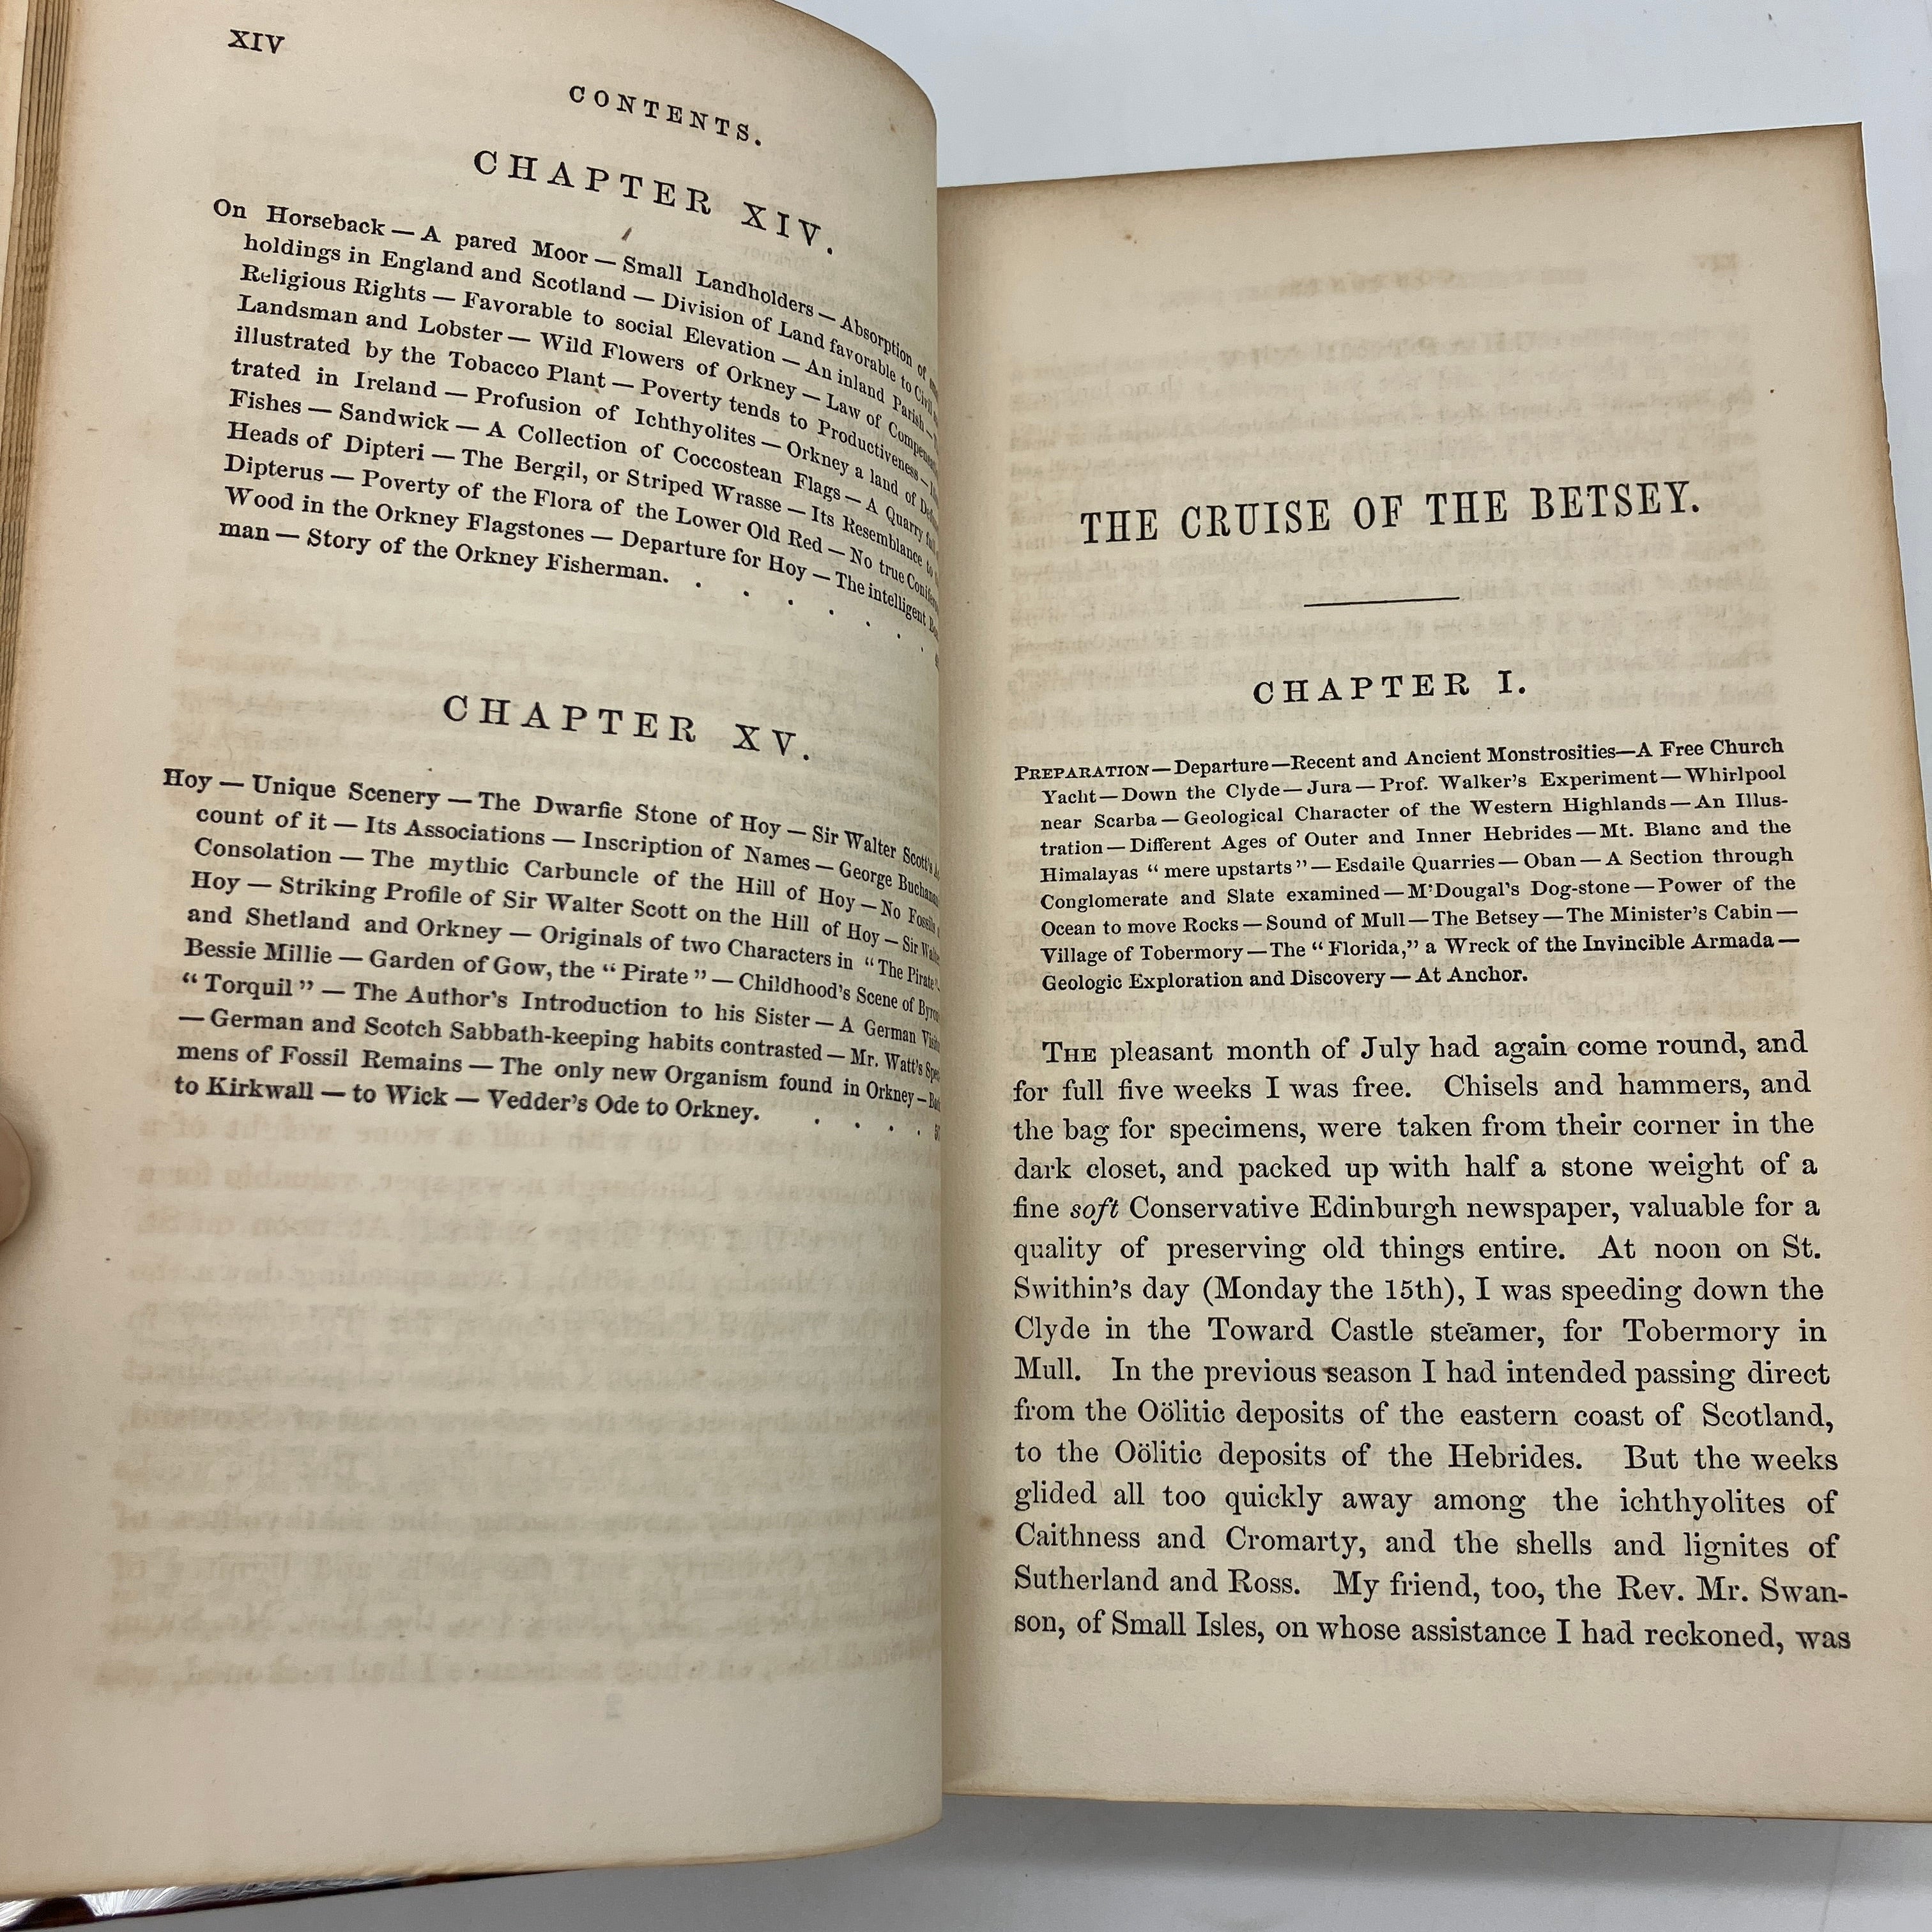 XIV
CONTENTS.
CHAPTER XIV.
On Horseback — A pared Moor — Small Landholders — Absorption of
holdings in England and Scotland — Division of Land favorable to Civil
Religious Rights — Favorable to social Elevation — An inland Parish —
Landsman and Lobster — Wild Flowers of Orkney — Law of
illustrated by the Tobacco Plant — Poverty tends to Productiveness —
trated in Ireland — Profusion of Ichthyolites — Orkney a land of
Fishes — Sandwick — A Collection of Coccostean Flags — A Quarry
Heads of Dipteri — The Bergil, or Striped Wrasse — Its Resemblance to
Dipterus — Poverty of the Flora of the Lower Old Red — No true
Wood in the Orkney Flagstones — Departure for Hoy — The intelligent
man — Story of the Orkney Fisherman.
CHAPTER XV.
Hoy — Unique Scenery — The Dwarfie Stone of Hoy — Sir Walter Scott's
count of it — Its Associations — Inscription of Names — George
Consolation — The mythic Carbuncle of the Hill of Hoy — No Fossils
Hoy — Striking Profile of Sir Walter Scott on the Hill of Hoy — Sir
and Shetland and Orkney — Originals of two Characters in "The Pirate"
Bessie Millie — Garden of Gow, the "Pirate" — Childhood's Scene of
"Torquil" — The Author's Introduction to his Sister — A German
— German and Scotch Sabbath-keeping habits contrasted — Mr. Watt's
mens of Fossil Remains — The only new Organism found in Orkney —
to Kirkwall — to Wick — Vedder's Ode to Orkney.
THE CRUISE OF THE BETSEY.
CHAPTER I.
PREPARATION — Departure — Recent and Ancient Monstrosities — A Free Church
Yacht — Down the Clyde — Jura — Prof. Walker's Experiment — Whirlpool
near Scarba — Geological Character of the Western Highlands — An Illus-
tration — Different Ages of Outer and Inner Hebrides — Mt. Blanc and the
Himalayas "mere upstarts" — Esdaile Quarries — Oban — A Section through
Conglomerate and Slate examined — M'Dougal's Dog-stone — Power of the
Ocean to move Rocks — Sound of Mull — The Betsey — The Minister's Cabin —
Village of Tobermory — The "Florida," a Wreck of the Invincible Armada —
Geologic Exploration and Discovery — At Anchor.
THE pleasant month of July had again come round, and
for full five weeks I was free. Chisels and hammers, and
the bag for specimens, were taken from their corner in the
dark closet, and packed up with half a stone weight of a
fine soft Conservative Edinburgh newspaper, valuable for a
quality of preserving old things entire. At noon on St.
Swithin's day (Monday the 15th), I was speeding down the
Clyde in the Toward Castle steamer, for Tobermory in
Mull. In the previous season I had intended passing direct
from the Oölitic deposits of the eastern coast of Scotland,
to the Oölitic deposits of the Hebrides. But the weeks
glided all too quickly away among the ichthyolites of
Caithness and Cromarty, and the shells and lignites of
Sutherland and Ross. My friend, too, the Rev. Mr. Swan-
son, of Small Isles, on whose assistance I had reckoned, was